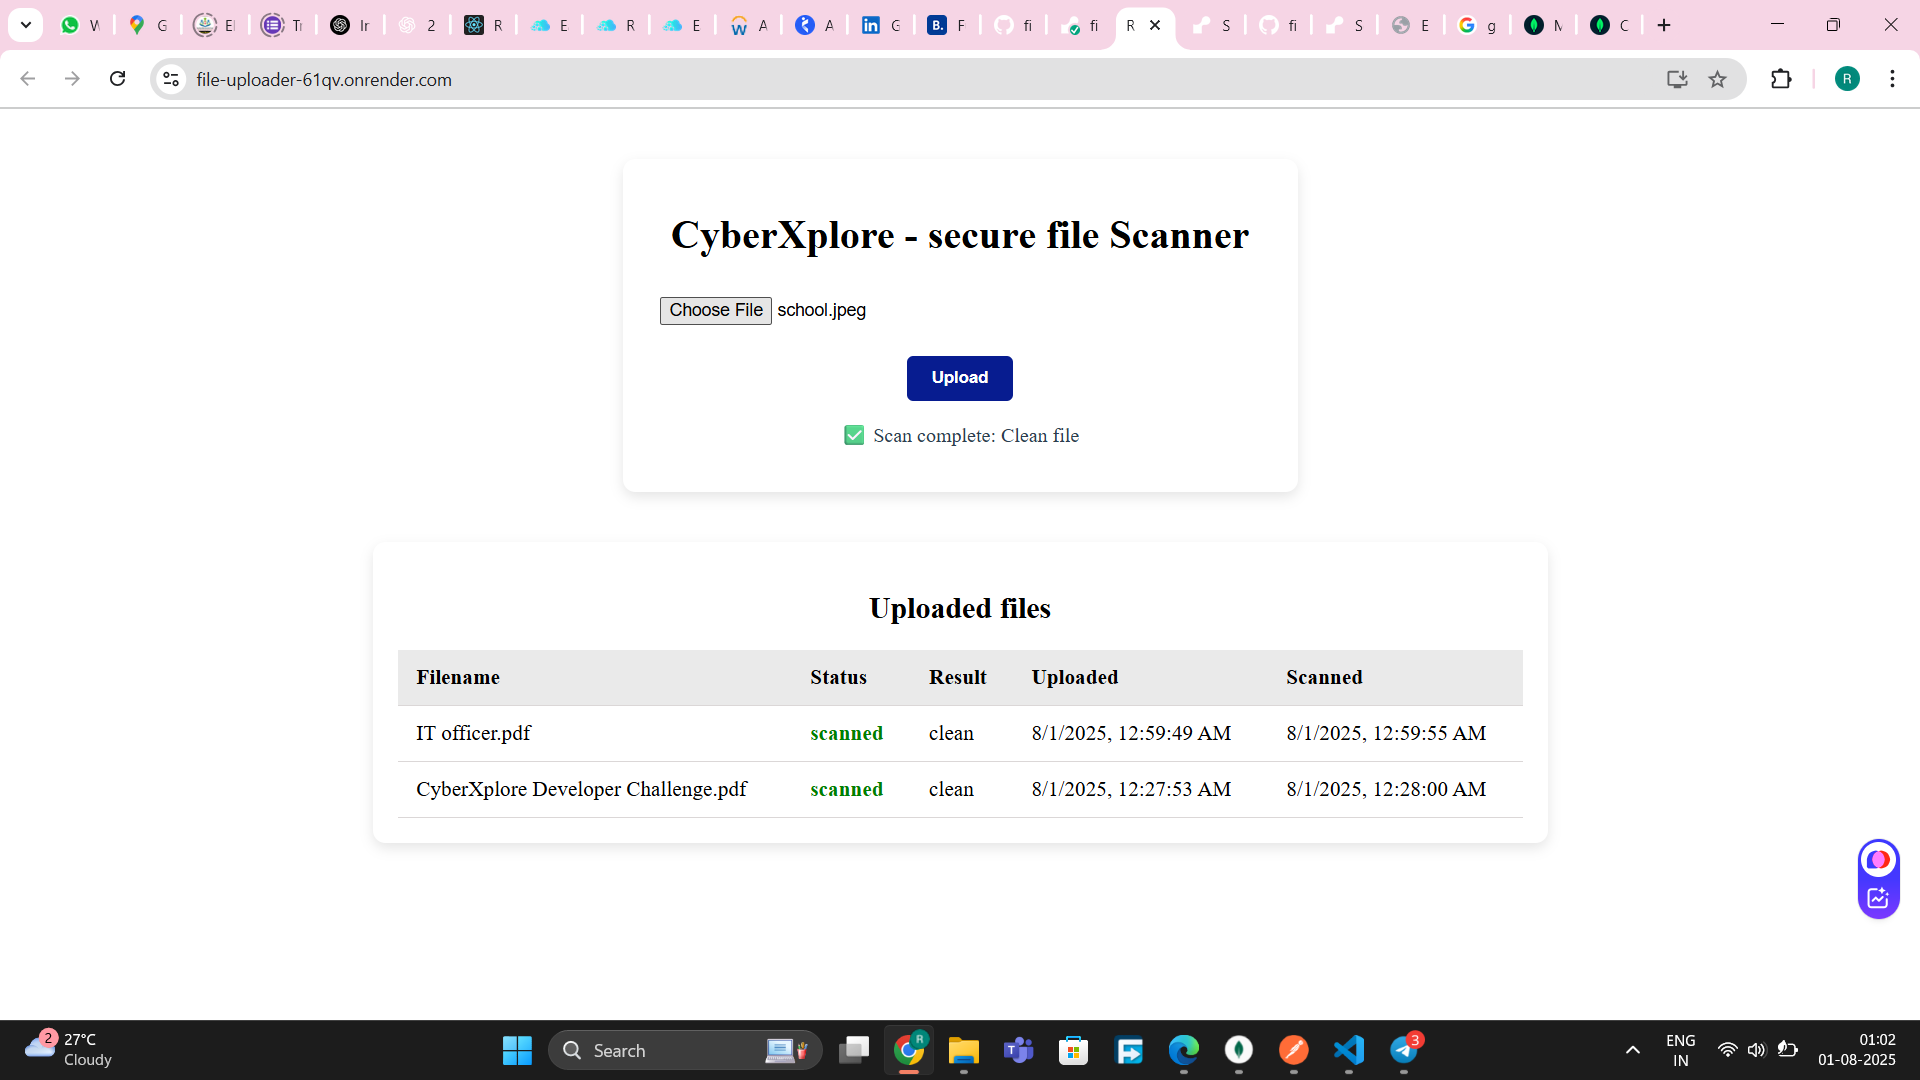 W G El Tr Ir 2 R E R E A A G F fi fi R S fi S E g M C
file-uploader-61qv.onrender.com
R
CyberXplore - secure file Scanner
Choose File school.jpeg
Upload
✅ Scan complete: Clean file
Uploaded files
Filename Status Result Uploaded Scanned
IT officer.pdf scanned clean 8/1/2025, 12:59:49 AM 8/1/2025, 12:59:55 AM
CyberXplore Developer Challenge.pdf scanned clean 8/1/2025, 12:27:53 AM 8/1/2025, 12:28:00 AM
2 27°C
Cloudy
Search
3
ENG
IN
01:02
01-08-2025